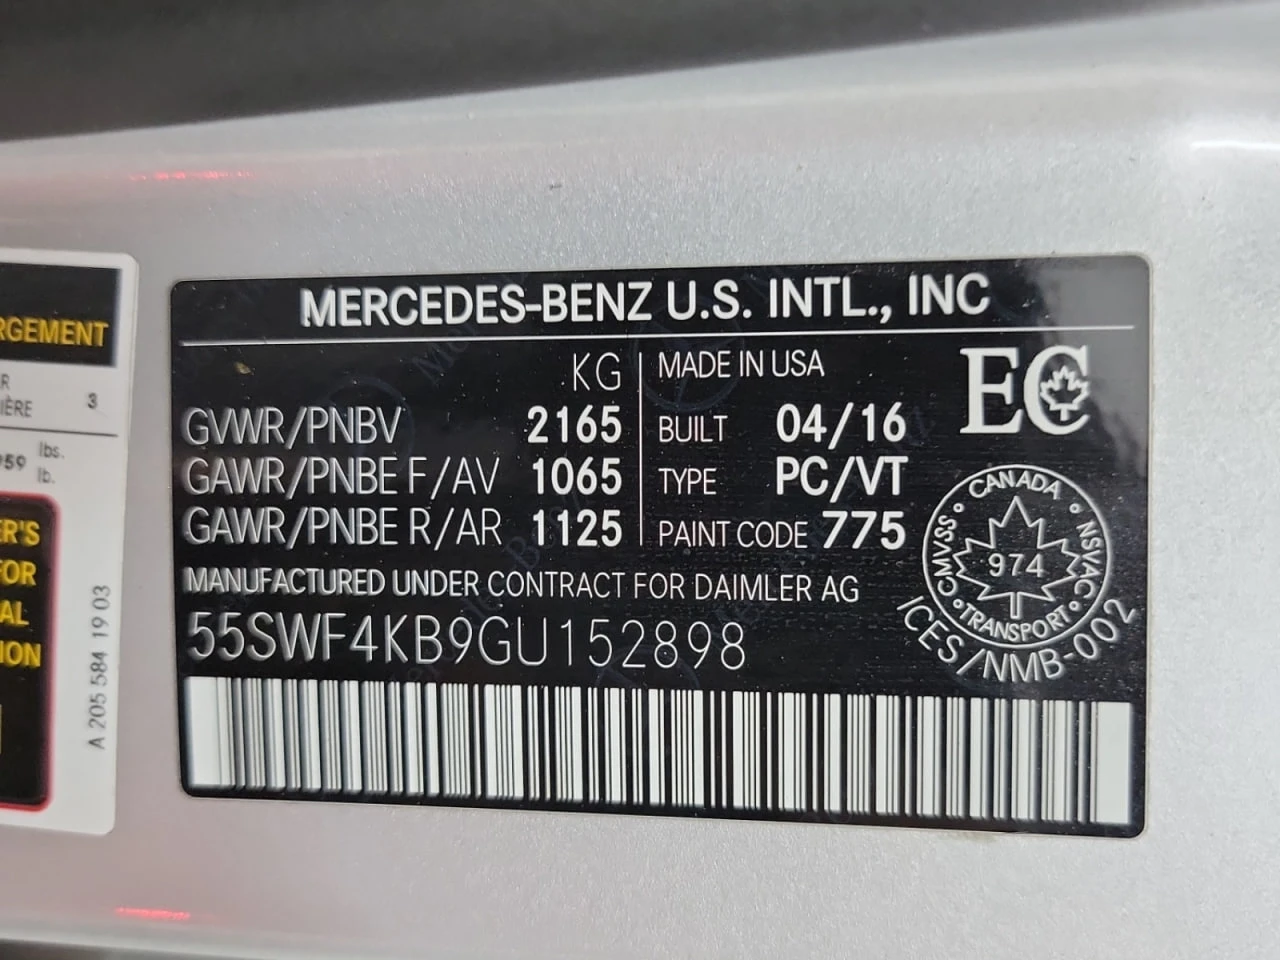 RGEMENT
R
IÈRE 3
959 lbs.
lb.
ER'S
FOR
AL
ION
A 205 584 19 03
MERCEDES-BENZ U.S. INTL., INC
KG
GVWR/PNBV 2165
GAWR/PNBE F/AV 1065
GAWR/PNBE R/AR 1125
MADE IN USA
BUILT 04/16
TYPE PC/VT
PAINT CODE 775
EC
CANADA
CMVSS • NSVAC
974
TRANSPORT
ICES/NMB-002
MANUFACTURED UNDER CONTRACT FOR DAIMLER AG
55SWF4KB9GU152898